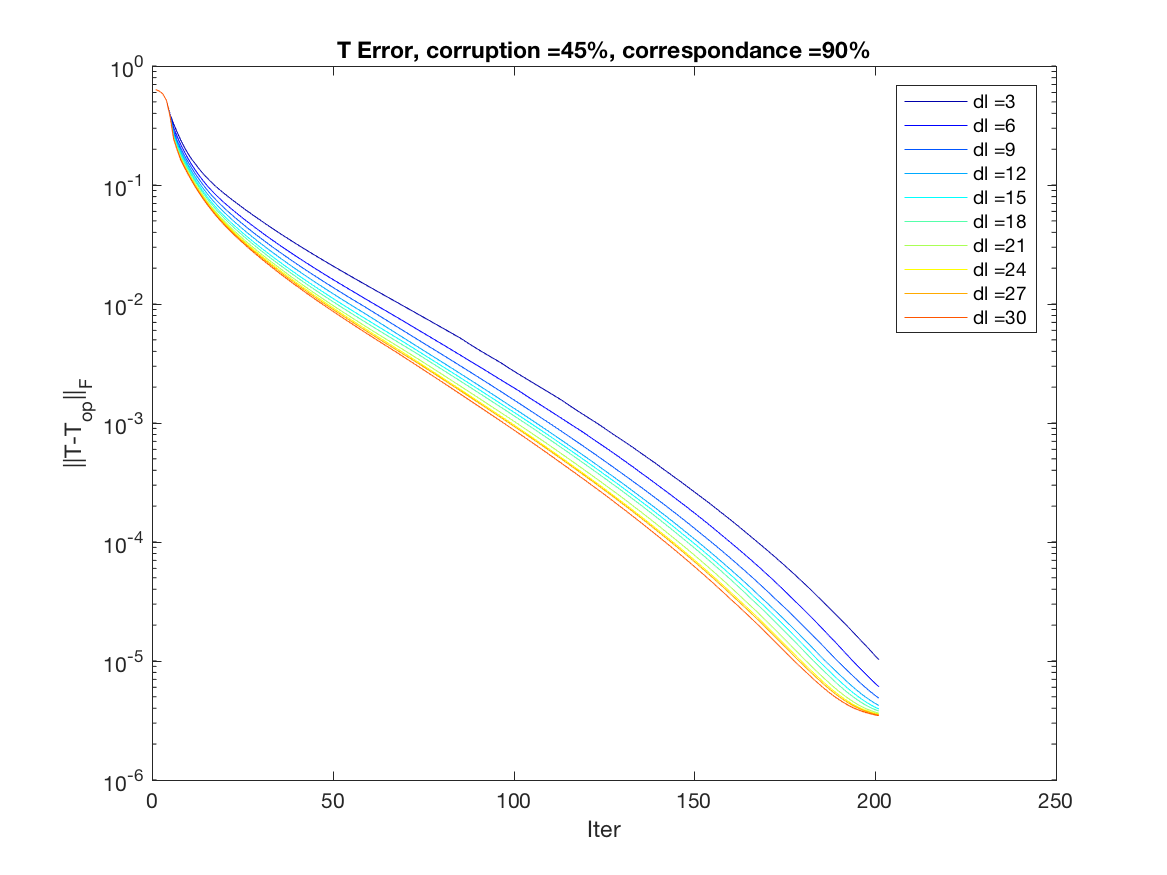 T Error, corruption =45%, correspondance =90%
10^0
10^-1
10^-2
10^-3
10^-4
10^-5
10^-6
||T-T_op||_F
0 50 100 150 200 250
Iter
dl =3
dl =6
dl =9
dl =12
dl =15
dl =18
dl =21
dl =24
dl =27
dl =30